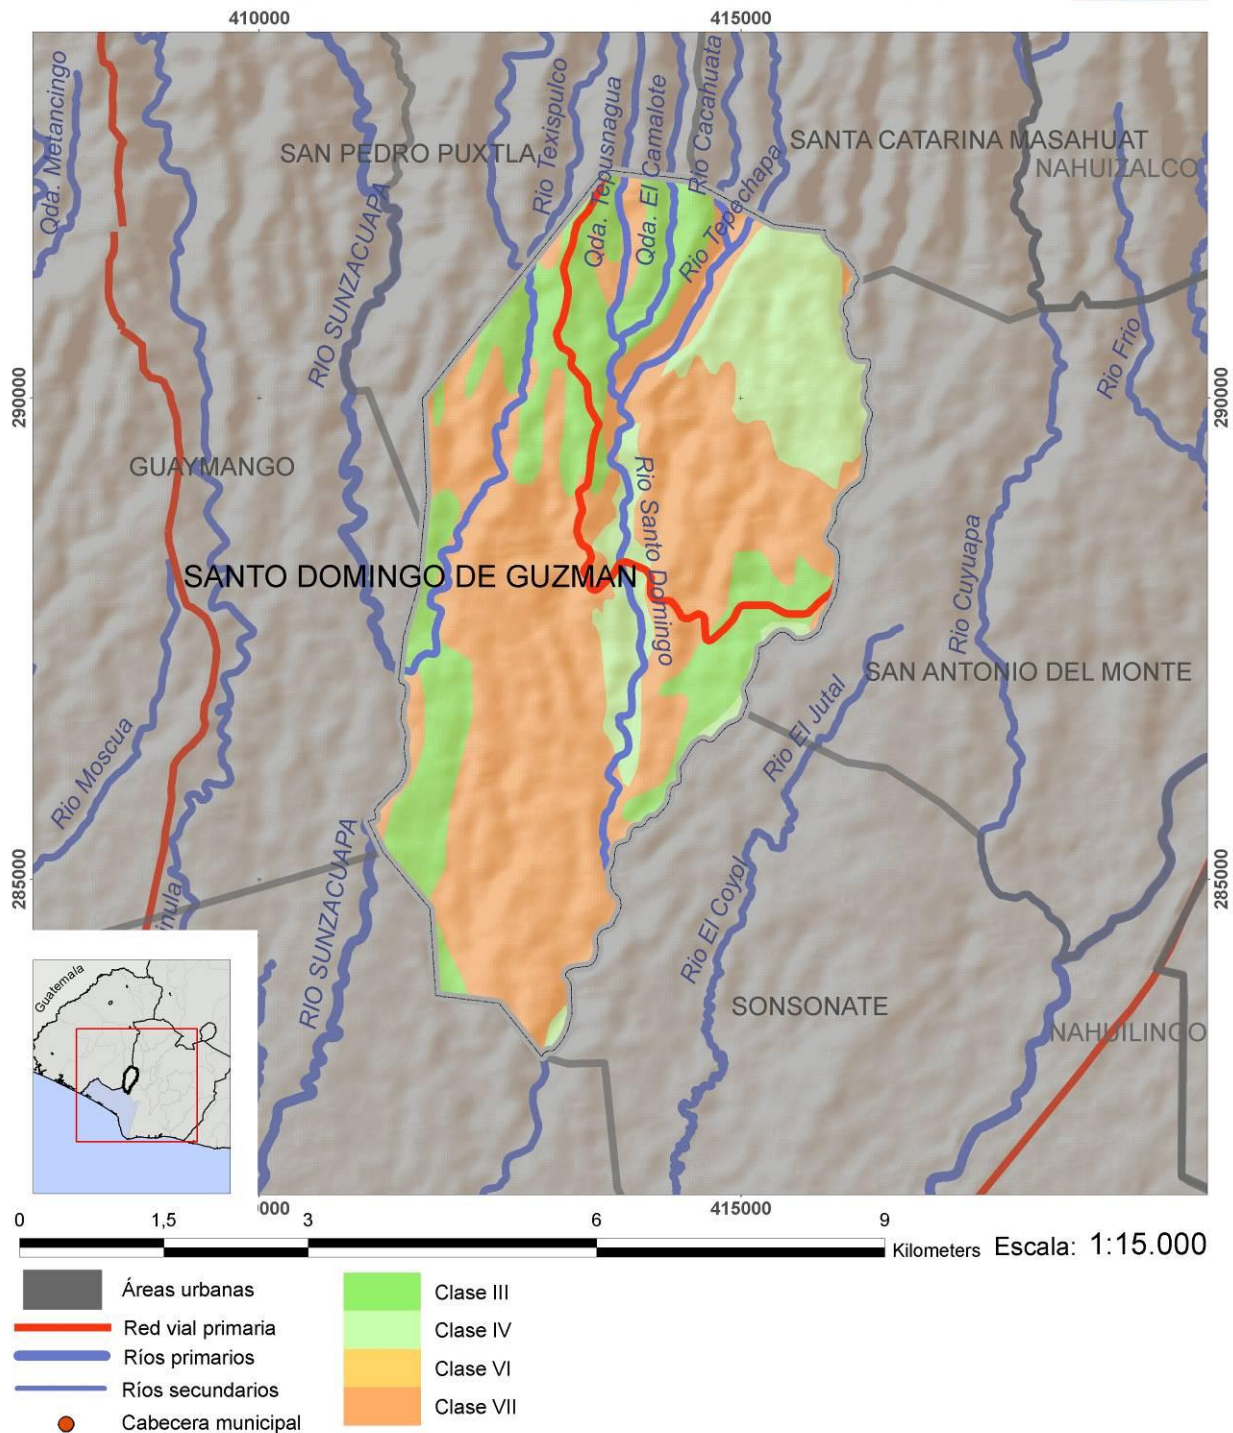 410000
415000
Qda. Metancingo
SAN PEDRO PUXTLA
Rio Texispulco
Qda. Tepusnagua
Qda. El Camalote
Rio Cacahuata
SANTA CATARINA MASAHUAT
NAHUIZALCO
RIO SUNZACUAPA
Rio Tepechapa
Rio Frio
290000
290000
GUAYMANGO
Rio Santo Domingo
Rio Cuyuapa
SANTO DOMINGO DE GUZMAN
SAN ANTONIO DEL MONTE
Rio Moscua
Rio El Jutal
285000
285000
inula
RIO SUNZACUAPA
Rio El Coyol
SONSONATE
NAHUILINGO
Guatemala
0000
415000
0
1,5
3
6
9
Kilometers
Escala: 1:15.000
Áreas urbanas
Red vial primaria
Ríos primarios
Ríos secundarios
Cabecera municipal
Clase III
Clase IV
Clase VI
Clase VII